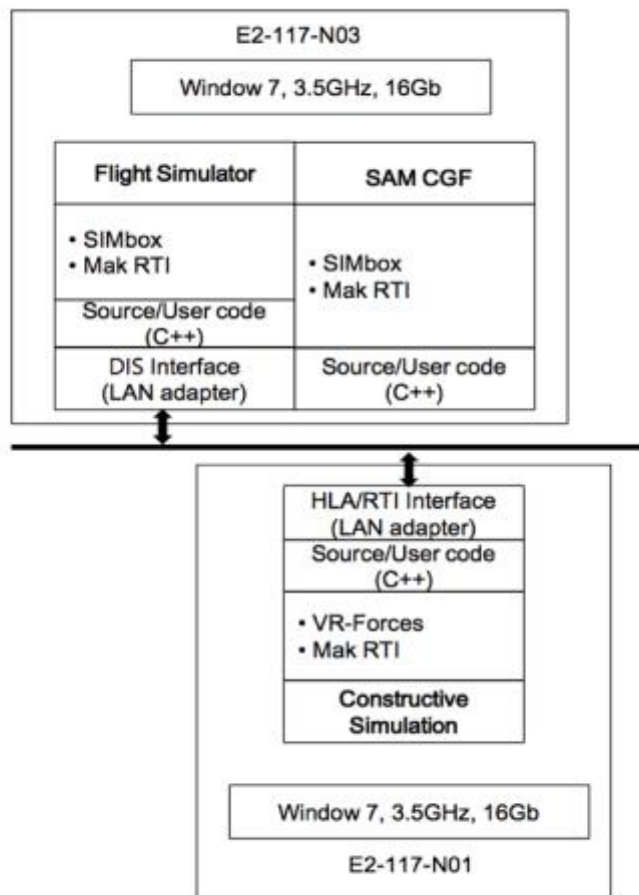 E2-117-N03
Window 7, 3.5GHz, 16Gb
Flight Simulator
SAM CGF
• SIMbox
• Mak RTI
• SIMbox
• Mak RTI
Source/User code
(C++)
DIS Interface
(LAN adapter)
Source/User code
(C++)
HLA/RTI Interface
(LAN adapter)
Source/User code
(C++)
• VR-Forces
• Mak RTI
Constructive
Simulation
Window 7, 3.5GHz, 16Gb
E2-117-N01